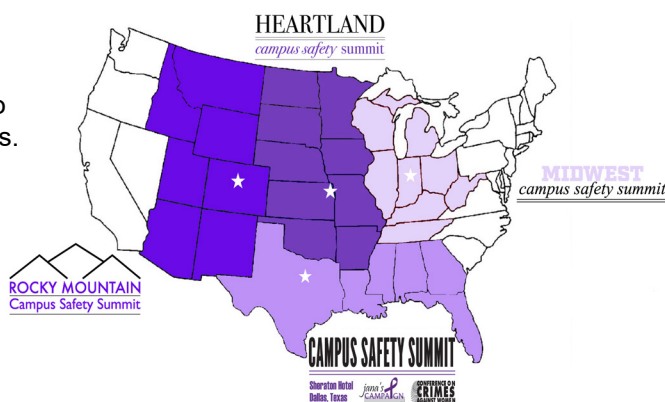 HEARTLAND
campus safety summit
s.
MIDWEST
campus safety summit
ROCKY MOUNTAIN
Campus Safety Summit
CAMPUS SAFETY SUMMIT
Sheraton Hotel
Dallas, Texas
jana's
CAMPAIGN
CONFERENCE ON
CRIMES
AGAINST WOMEN